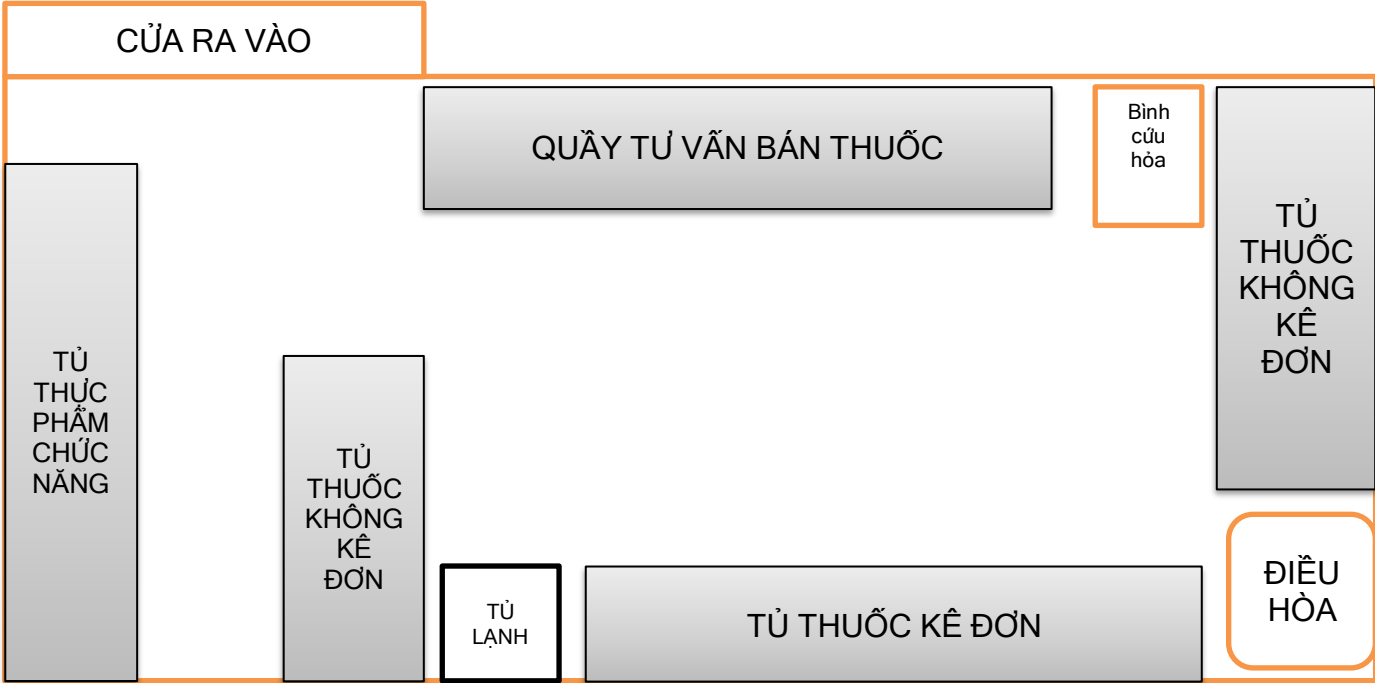 CỬA RA VÀO
QUẦY TƯ VẤN BÁN THUỐC
Bình
cứu
hỏa
TỦ
THUỐC
KHÔNG
KÊ
ĐƠN
TỦ
THỰC
PHẨM
CHỨC
NĂNG
TỦ
THUỐC
KHÔNG
KÊ
ĐƠN
TỦ
LẠNH
TỦ THUỐC KÊ ĐƠN
ĐIỀU
HÒA